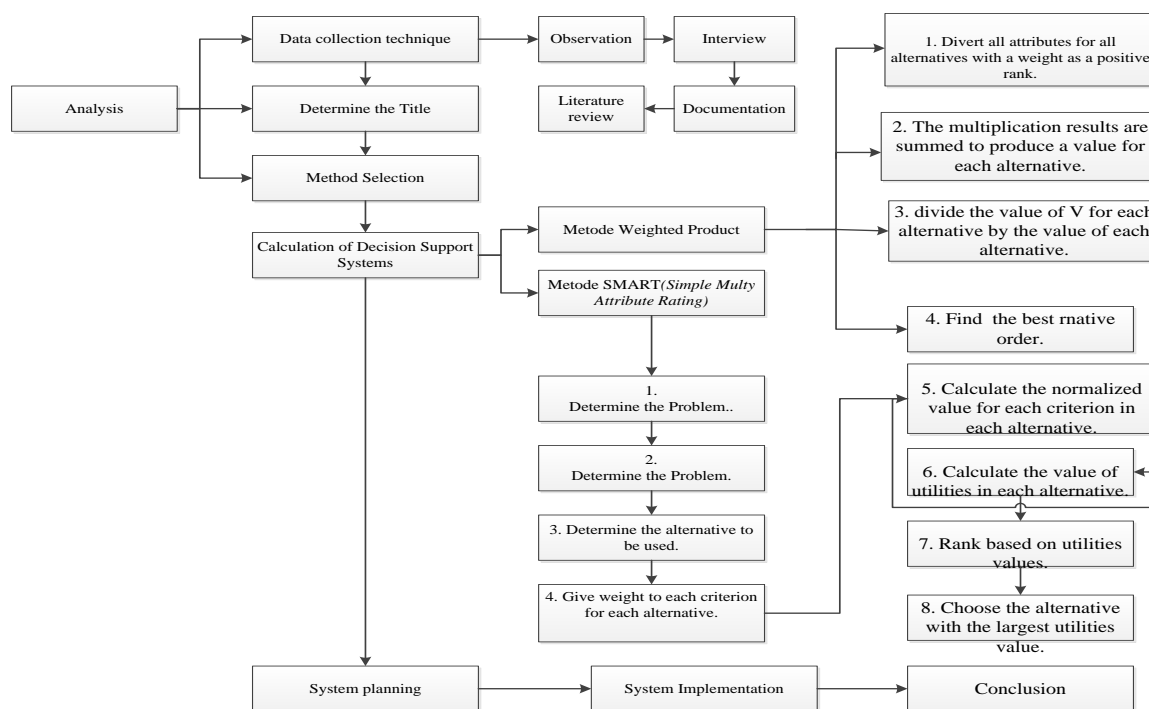 Analysis
Data collection technique
Observation
Interview
Determine the Title
Literature
review
Documentation
Method Selection
Calculation of Decision Support
Systems
Metode Weighted Product
Metode SMART(Simple Multy
Attribute Rating)
1. Divert all attributes for all
alternatives with a weight as a positive
rank.
2. The multiplication results are
summed to produce a value for
each alternative.
3. divide the value of V for each
alternative by the value of each
alternative.
4. Find the best rnative
order.
1.
Determine the Problem..
2.
Determine the Problem.
3. Determine the alternative to
be used.
4. Give weight to each criterion
for each alternative.
5. Calculate the normalized
value for each criterion in
each alternative.
6. Calculate the value of
utilities in each alternative.
7. Rank based on utilities
values.
8. Choose the alternative
with the largest utilities
value.
System planning
System Implementation
Conclusion